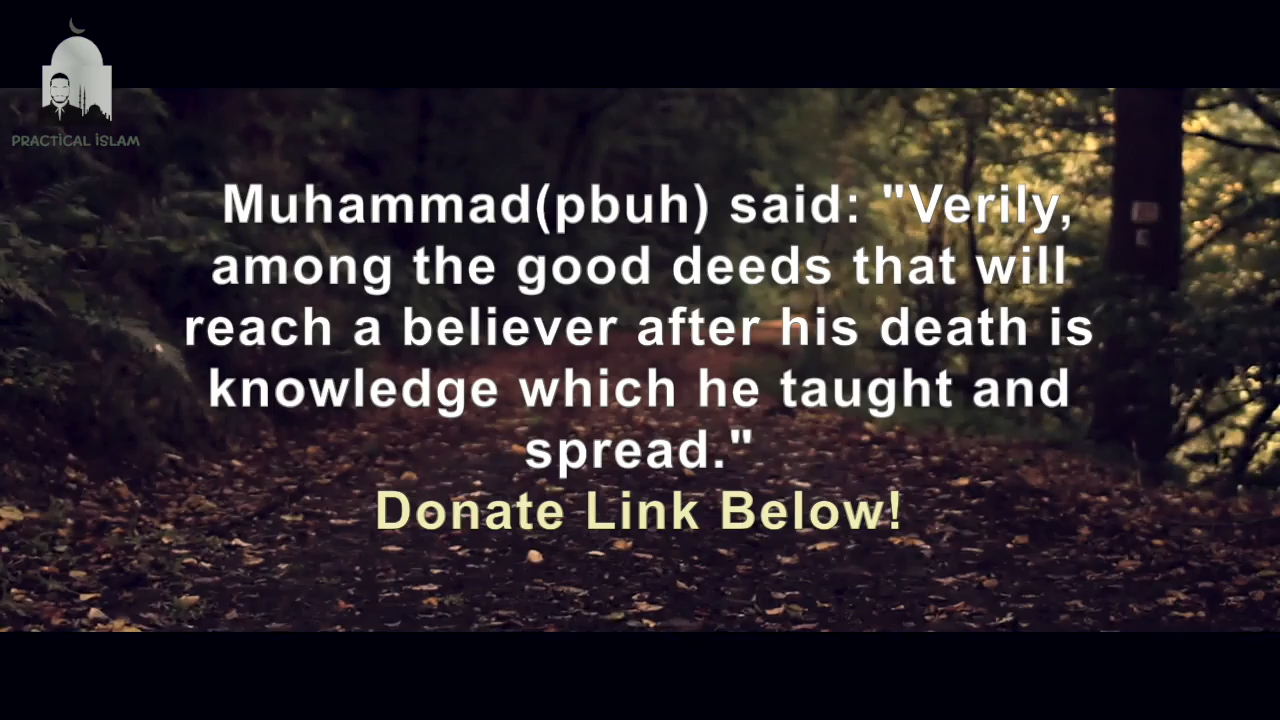 PRACTİCAL İSLAM
Muhammad(pbuh) said: "Verily,
among the good deeds that will
reach a believer after his death is
knowledge which he taught and
spread."
Donate Link Below!